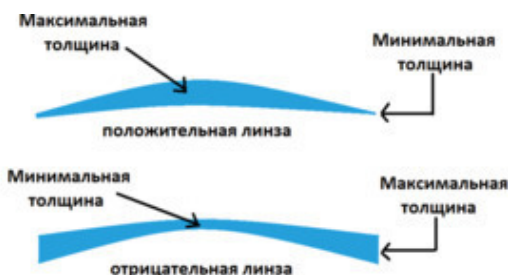 Максимальная
толщина
Минимальная
толщина
положительная линза
Минимальная
толщина
Максимальная
толщина
отрицательная линза